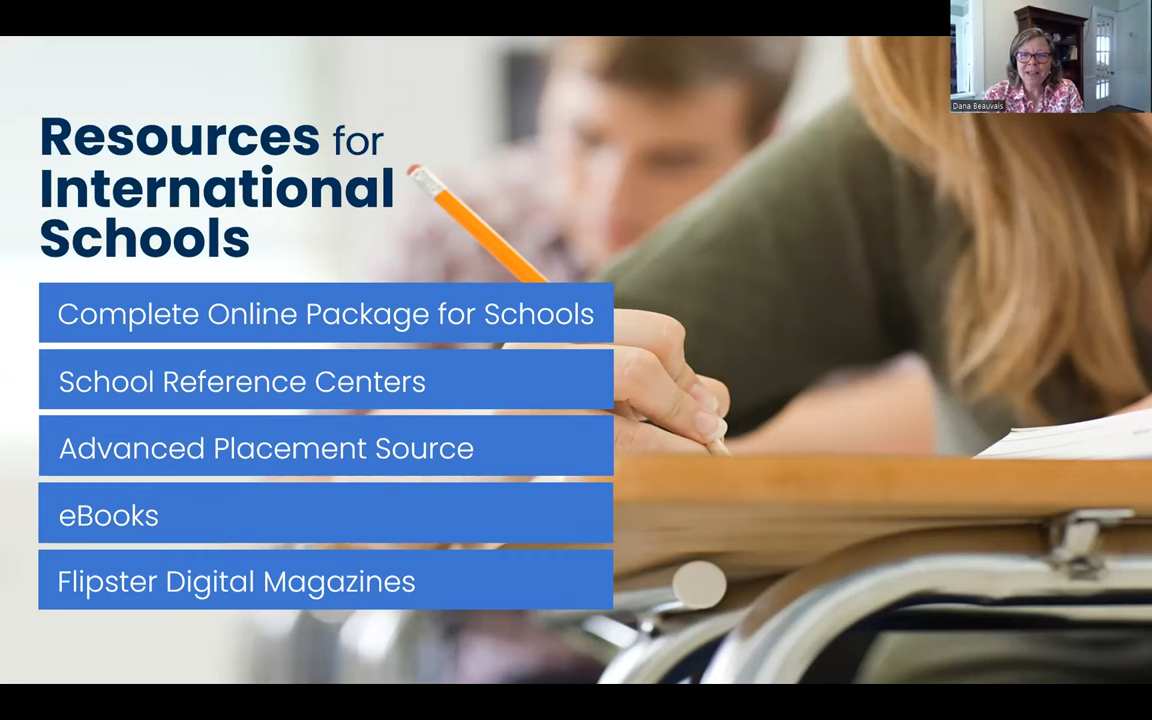 Resources for
International
Schools
Complete Online Package for Schools
School Reference Centers
Advanced Placement Source
eBooks
Flipster Digital Magazines
Dana Beauvais